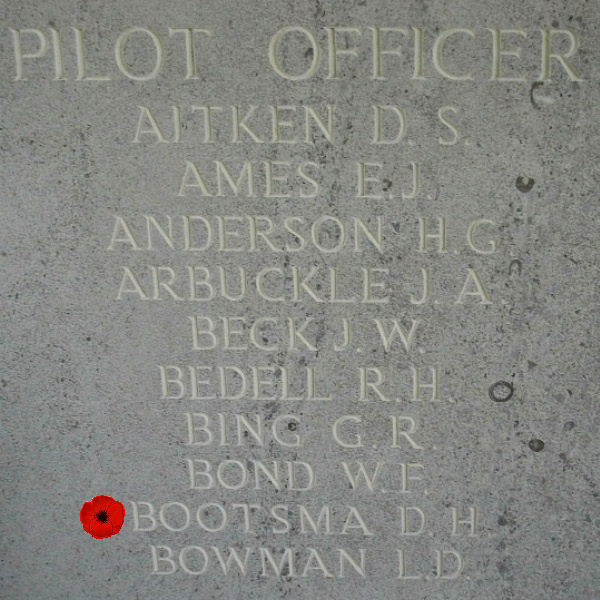 PILOT OFFICER
AITKEN D. S.
AMES E. J.
ANDERSON H. G.
ARBUCKLE J. A.
BECK J. W.
BEDELL R. H.
BING G. R.
BOND W. F.
BOOTSMA D. H.
BOWMAN L. D.